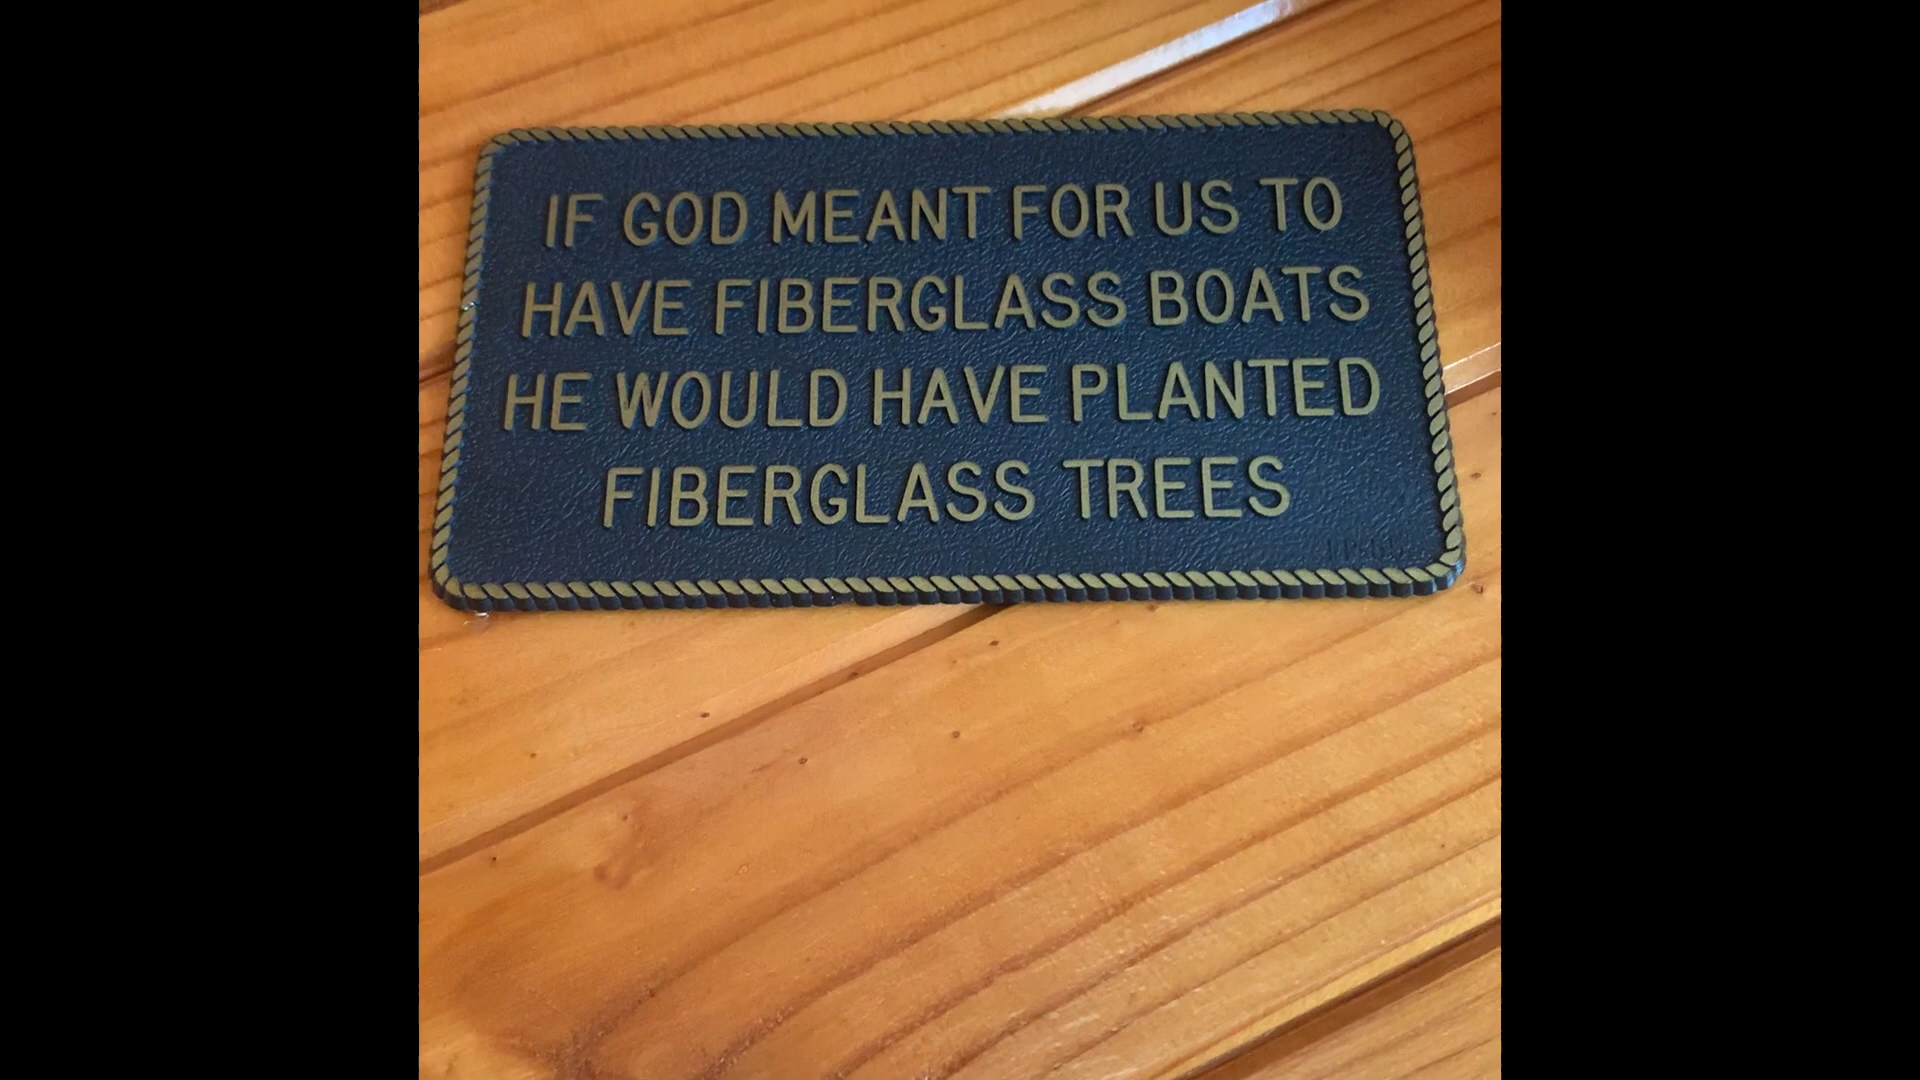 IF GOD MEANT FOR US TO
HAVE FIBERGLASS BOATS
HE WOULD HAVE PLANTED
FIBERGLASS TREES